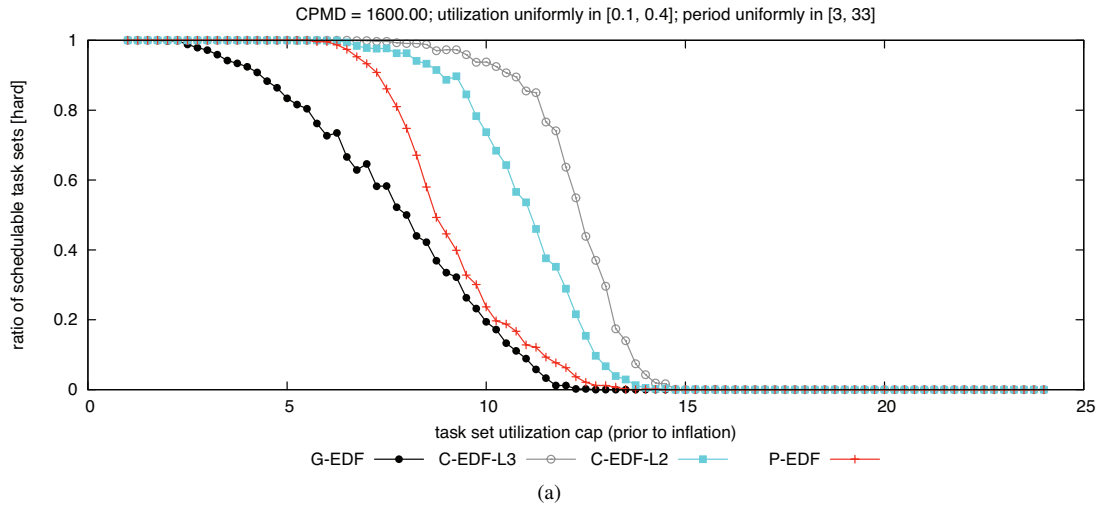 CPMD = 1600.00; utilization uniformly in [0.1, 0.4]; period uniformly in [3, 33]
ratio of schedulable task sets [hard]
1
0.8
0.6
0.4
0.2
0
0 5 10 15 20 25
task set utilization cap (prior to inflation)
G-EDF C-EDF-L3 C-EDF-L2 P-EDF
(a)